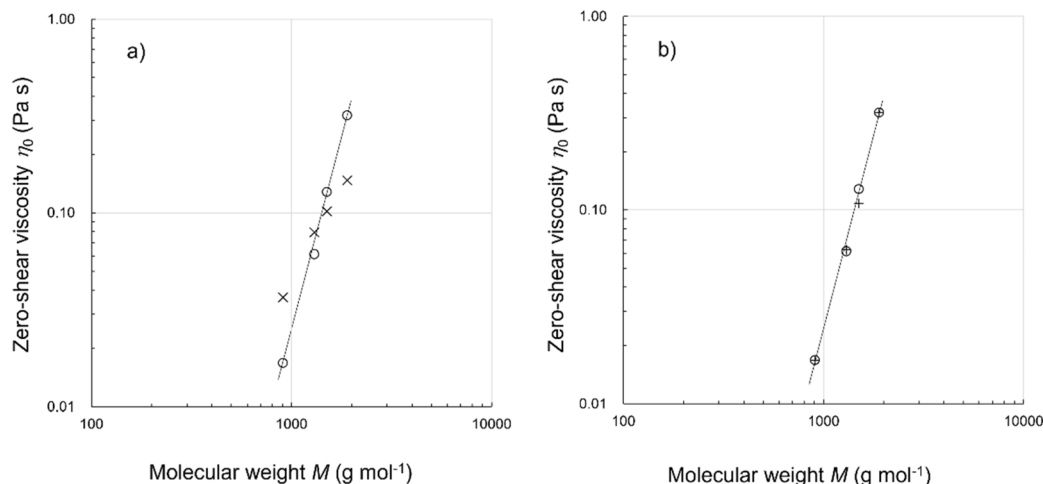 a)
Zero-shear viscosity η0 (Pa s)
1.00
0.10
0.01
100
1000
10000
Molecular weight M (g mol-1)
b)
Zero-shear viscosity η0 (Pa s)
1.00
0.10
0.01
100
1000
10000
Molecular weight M (g mol-1)